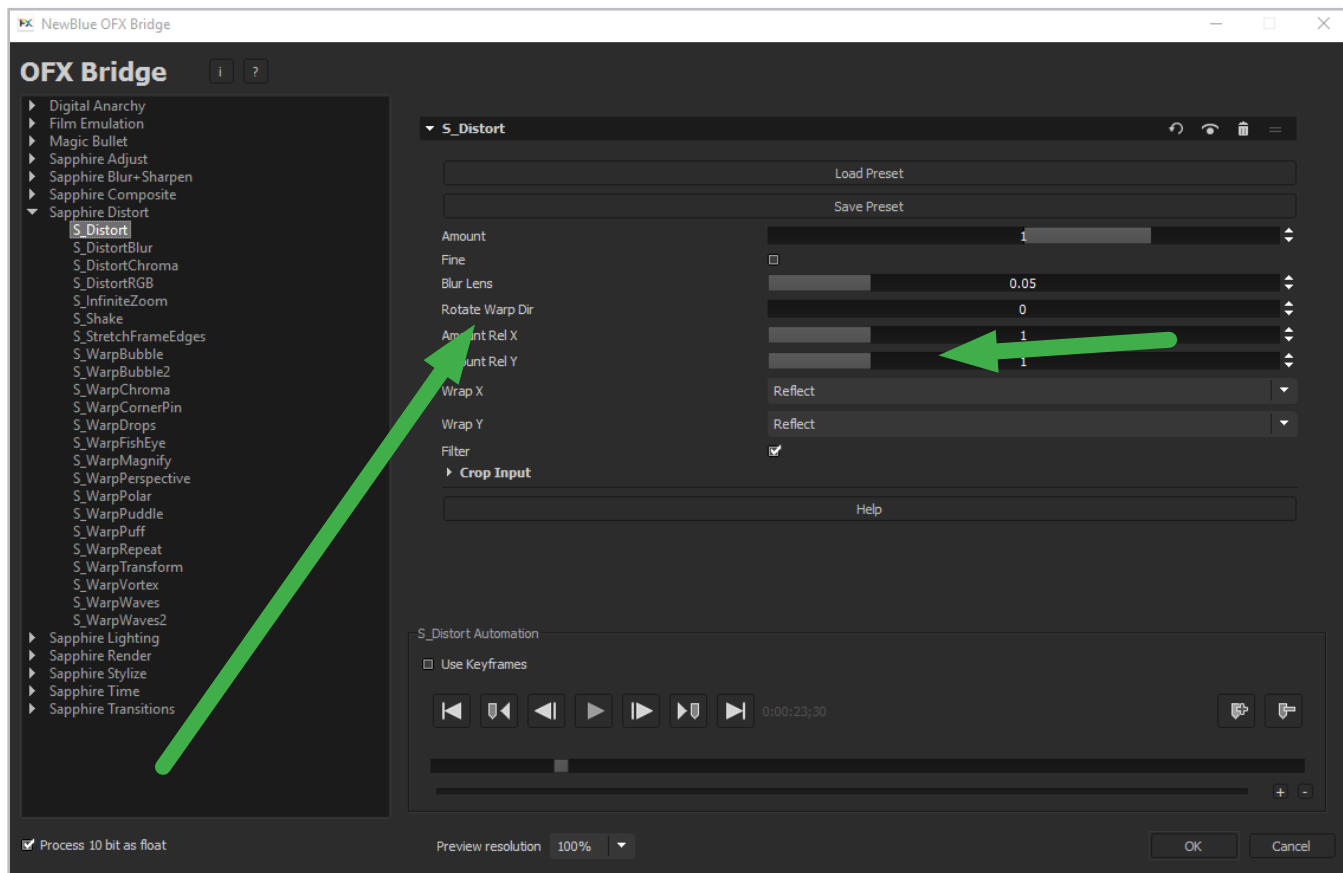 NewBlue OFX Bridge
OFX Bridge i ?
Digital Anarchy
Film Emulation
Magic Bullet
Sapphire Adjust
Sapphire Blur+Sharpen
Sapphire Composite
Sapphire Distort
S_Distort
S_DistortBlur
S_DistortChroma
S_DistortRGB
S_InfiniteZoom
S_Shake
S_StretchFrameEdges
S_WarpBubble
S_WarpBubble2
S_WarpChroma
S_WarpCornerPin
S_WarpDrops
S_WarpFishEye
S_WarpMagnify
S_WarpPerspective
S_WarpPolar
S_WarpPuddle
S_WarpPuff
S_WarpRepeat
S_WarpTransform
S_WarpVortex
S_WarpWaves
S_WarpWaves2
Sapphire Lighting
Sapphire Render
Sapphire Stylize
Sapphire Time
Sapphire Transitions
Process 10 bit as float
S_Distort
Load Preset
Save Preset
Amount 1
Fine
Blur Lens 0.05
Rotate Warp Dir 0
Amount Rel X 1
Amount Rel Y 1
Wrap X Reflect
Wrap Y Reflect
Filter
Crop Input
Help
S_Distort Automation
Use Keyframes
0:00:23;30
+ -
Preview resolution 100%
OK Cancel